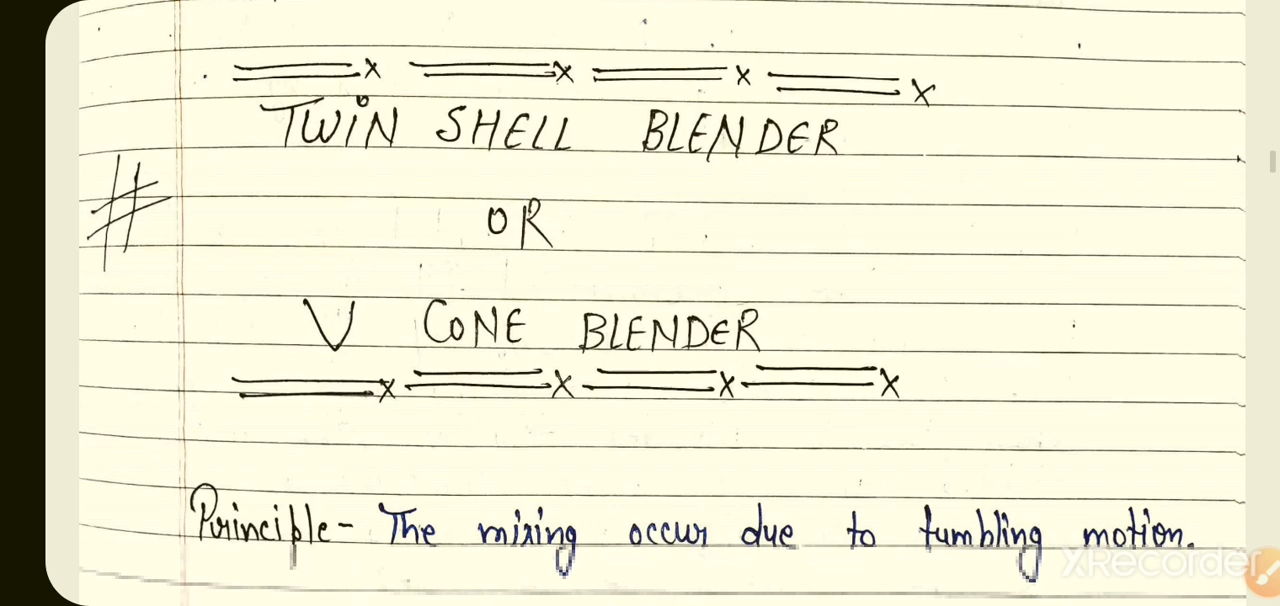 TWIN SHELL BLENDER
#
OR
V CONE BLENDER
Principle- The mixing occur due to tumbling motion.
XRecorder